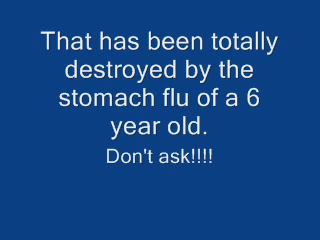 That has been totally
destroyed by the
stomach flu of a 6
year old.
Don't ask!!!!